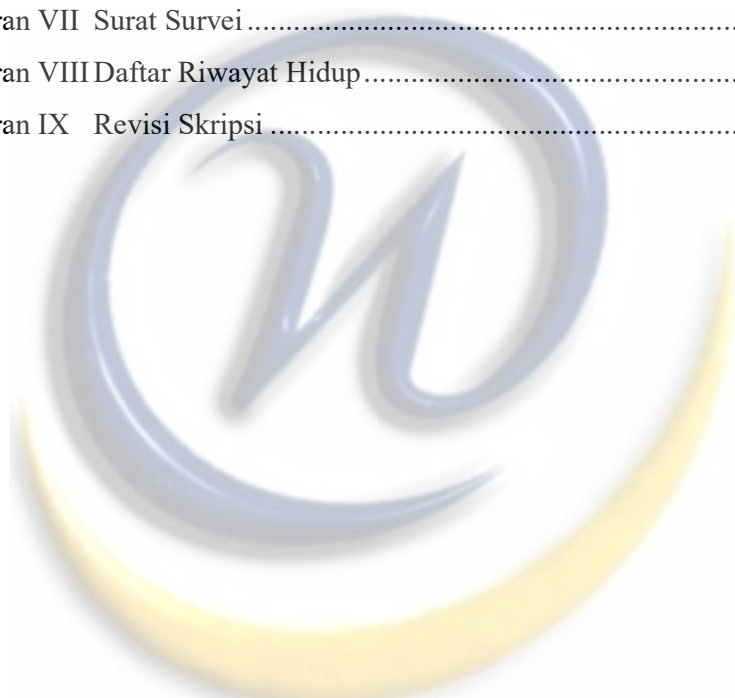 ran VII Surat Survei ........................................................................
ran VIII Daftar Riwayat Hidup ........................................................
ran IX Revisi Skripsi .....................................................................